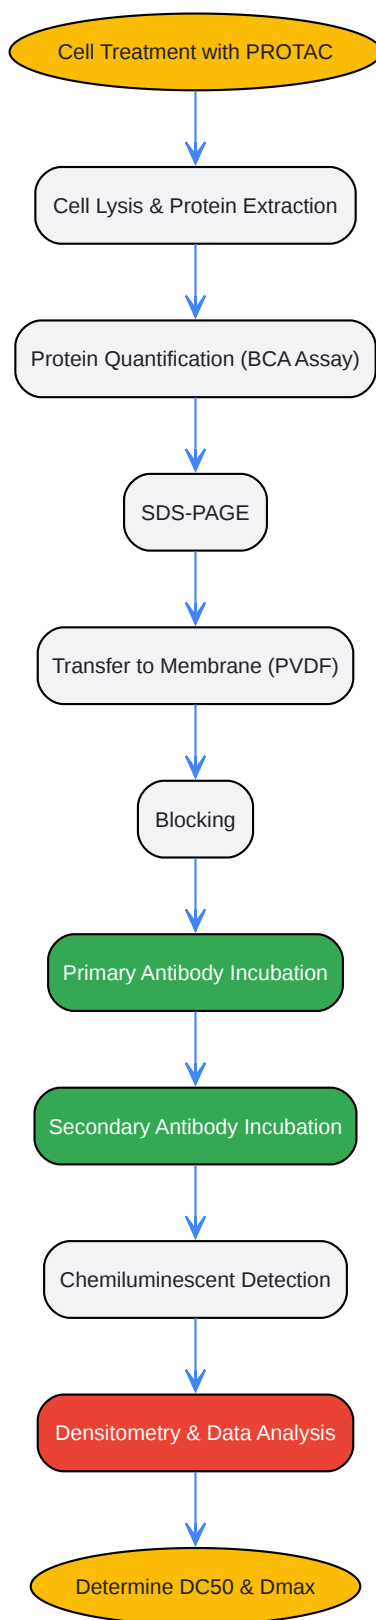 Cell Treatment with PROTAC
Cell Lysis & Protein Extraction
Protein Quantification (BCA Assay)
SDS-PAGE
Transfer to Membrane (PVDF)
Blocking
Primary Antibody Incubation
Secondary Antibody Incubation
Chemiluminescent Detection
Densitometry & Data Analysis
Determine DC50 & Dmax